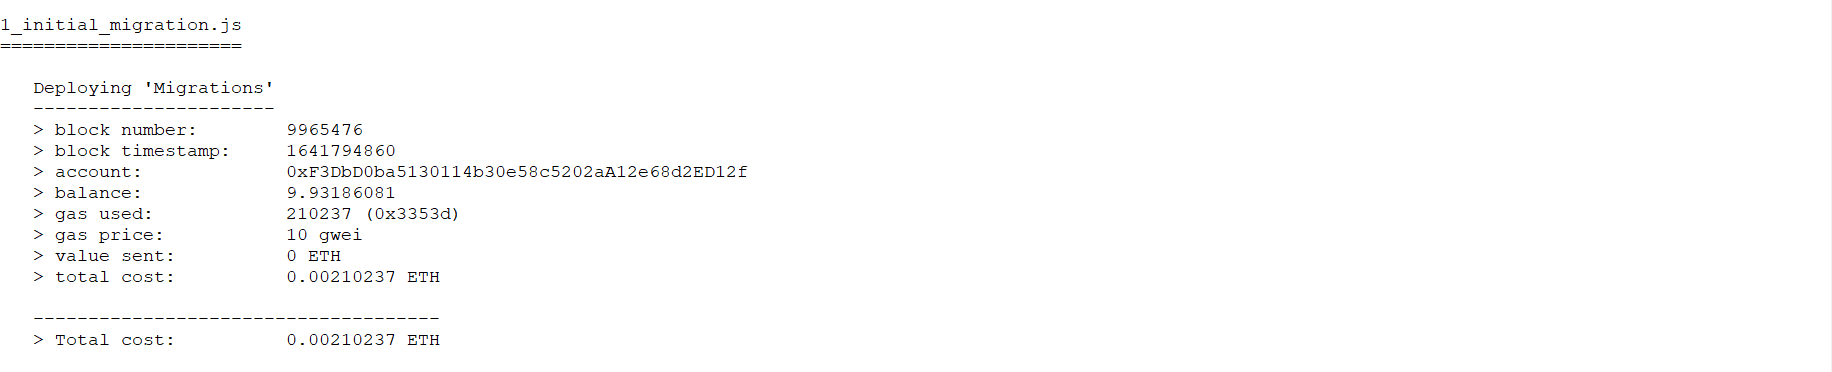 1_initial_migration.js
======================
Deploying 'Migrations'
----------------------
> block number: 9965476
> block timestamp: 1641794860
> account: 0xF3DbD0ba5130114b30e58c5202aA12e68d2ED12f
> balance: 9.93186081
> gas used: 210237 (0x3353d)
> gas price: 10 gwei
> value sent: 0 ETH
> total cost: 0.00210237 ETH
-------------------------------------
> Total cost: 0.00210237 ETH